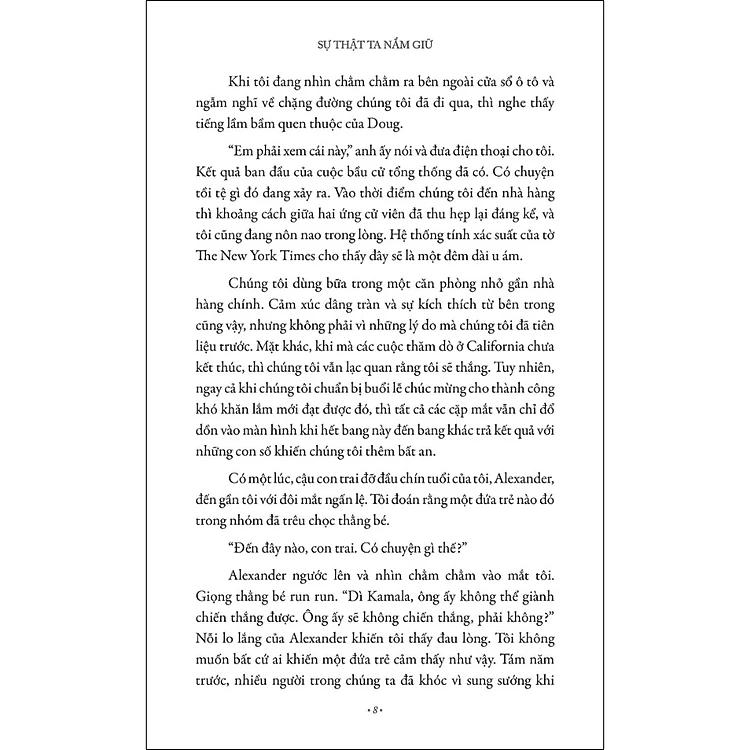 SỰ THẬT TA NẮM GIỮ
Khi tôi đang nhìn chằm chằm ra bên ngoài cửa sổ ô tô và
ngẫm nghĩ về chặng đường chúng tôi đã đi qua, thì nghe thấy
tiếng lầm bầm quen thuộc của Doug.
“Em phải xem cái này,” anh ấy nói và đưa điện thoại cho tôi.
Kết quả ban đầu của cuộc bầu cử tổng thống đã có. Có chuyện
tồi tệ gì đó đang xảy ra. Vào thời điểm chúng tôi đến nhà hàng
thì khoảng cách giữa hai ứng cử viên đã thu hẹp lại đáng kể, và
tôi cũng đang nôn nao trong lòng. Hệ thống tính xác suất của tờ
The New York Times cho thấy đây sẽ là một đêm dài u ám.
Chúng tôi dùng bữa trong một căn phòng nhỏ gần nhà
hàng chính. Cảm xúc dâng tràn và sự kích thích từ bên trong
cũng vậy, nhưng không phải vì những lý do mà chúng tôi đã tiên
liệu trước. Mặt khác, khi mà các cuộc thăm dò ở California chưa
kết thúc, thì chúng tôi vẫn lạc quan rằng tôi sẽ thắng. Tuy nhiên,
ngay cả khi chúng tôi chuẩn bị buổi lễ chúc mừng cho thành công
khó khăn lắm mới đạt được đó, thì tất cả các cặp mắt vẫn chỉ đổ
dồn vào màn hình khi hết bang này đến bang khác trả kết quả với
những con số khiến chúng tôi thêm bất an.
Có một lúc, cậu con trai đỡ đầu chín tuổi của tôi, Alexander,
đến gần tôi với đôi mắt ngấn lệ. Tôi đoán rằng một đứa trẻ nào đó
trong nhóm đã trêu chọc thằng bé.
“Đến đây nào, con trai. Có chuyện gì thế?”
Alexander ngước lên và nhìn chằm chằm vào mắt tôi.
Giọng thằng bé run run. “Dì Kamala, ông ấy không thể giành
chiến thắng được. Ông ấy sẽ không chiến thắng, phải không?”
Nỗi lo lắng của Alexander khiến tôi thấy đau lòng. Tôi không
muốn bất cứ ai khiến một đứa trẻ cảm thấy như vậy. Tám năm
trước, nhiều người trong chúng ta đã khóc vì sung sướng khi
• 8 •